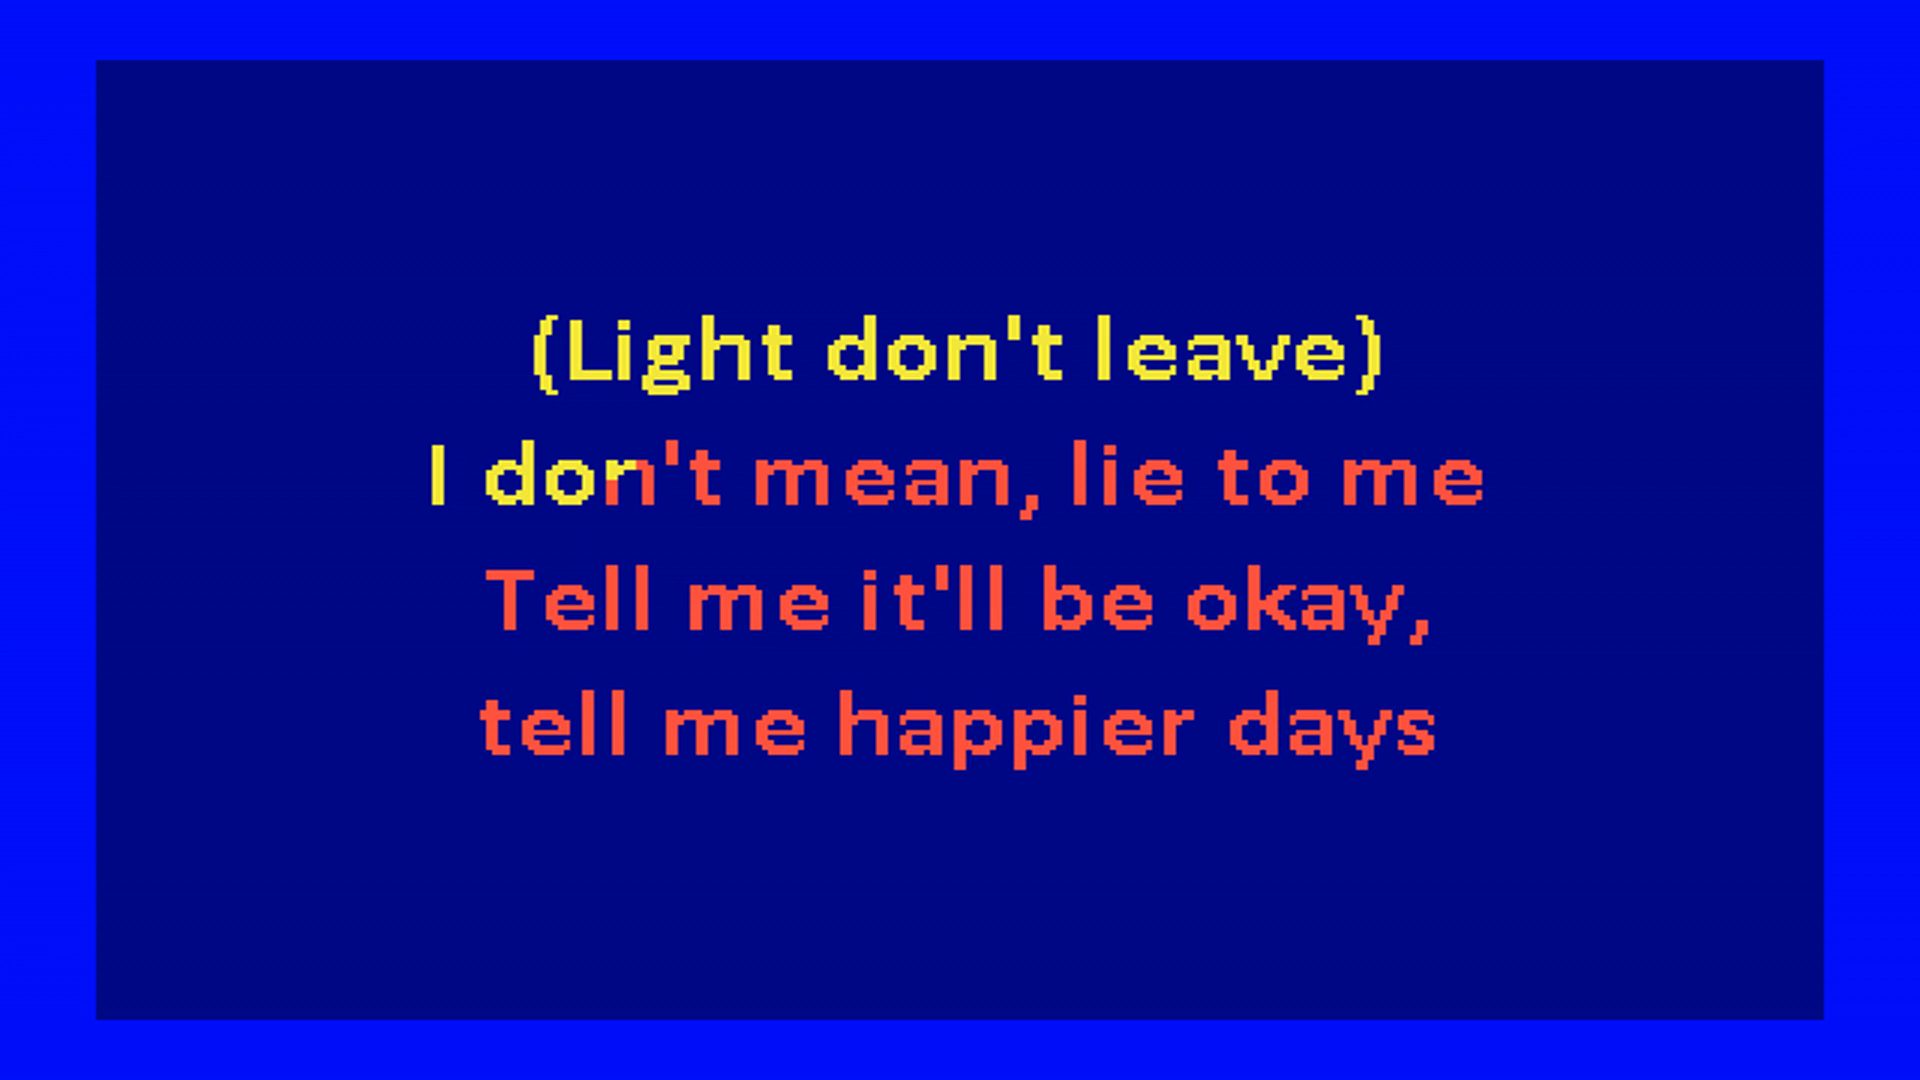 (Light don't leave)
I don't mean, lie to me
Tell me it'll be okay,
tell me happier days